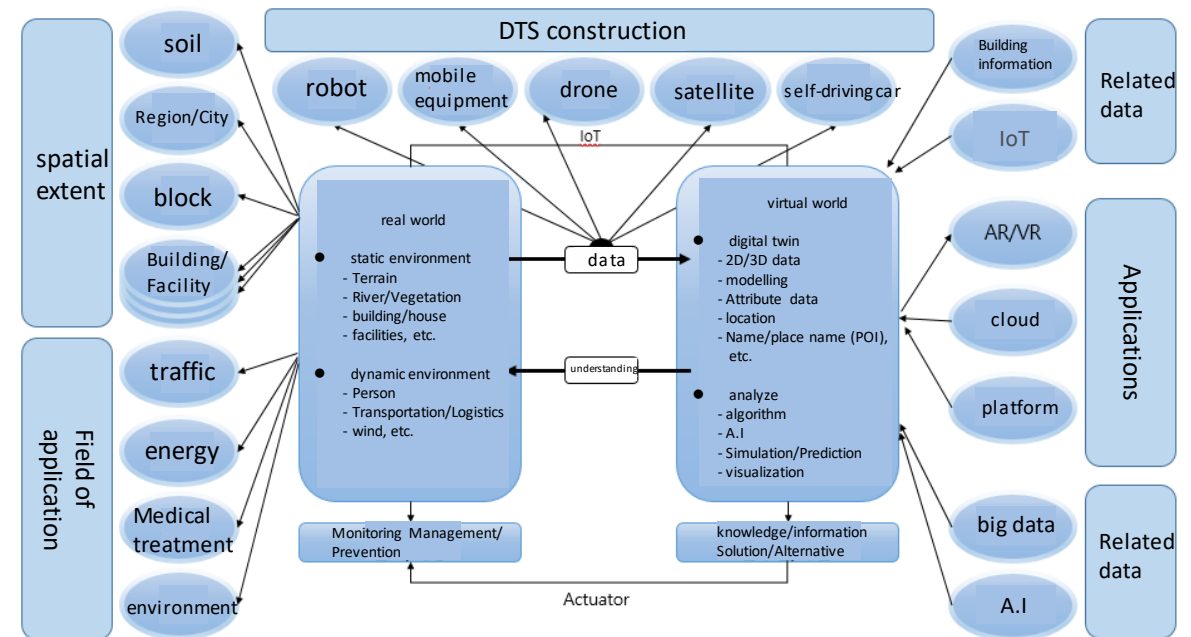 DTS construction
spatial
extent
soil
Region/City
block
Building/
Facility
Field of
application
traffic
energy
Medical
treatment
environment
robot
mobile
equipment
drone
satellite
self-driving car
IoT
real world
● static environment
- Terrain
- River/Vegetation
- building/house
- facilities, etc.
● dynamic environment
- Person
- Transportation/Logistics
- wind, etc.
data
understanding
virtual world
● digital twin
- 2D/3D data
- modelling
- Attribute data
- location
- Name/place name (POI),
etc.
● analyze
- algorithm
- A.I
- Simulation/Prediction
- visualization
Monitoring Management/
Prevention
knowledge/information
Solution/Alternative
Actuator
Building
information
IoT
Related
data
AR/VR
cloud
platform
Applications
big data
A.I
Related
data